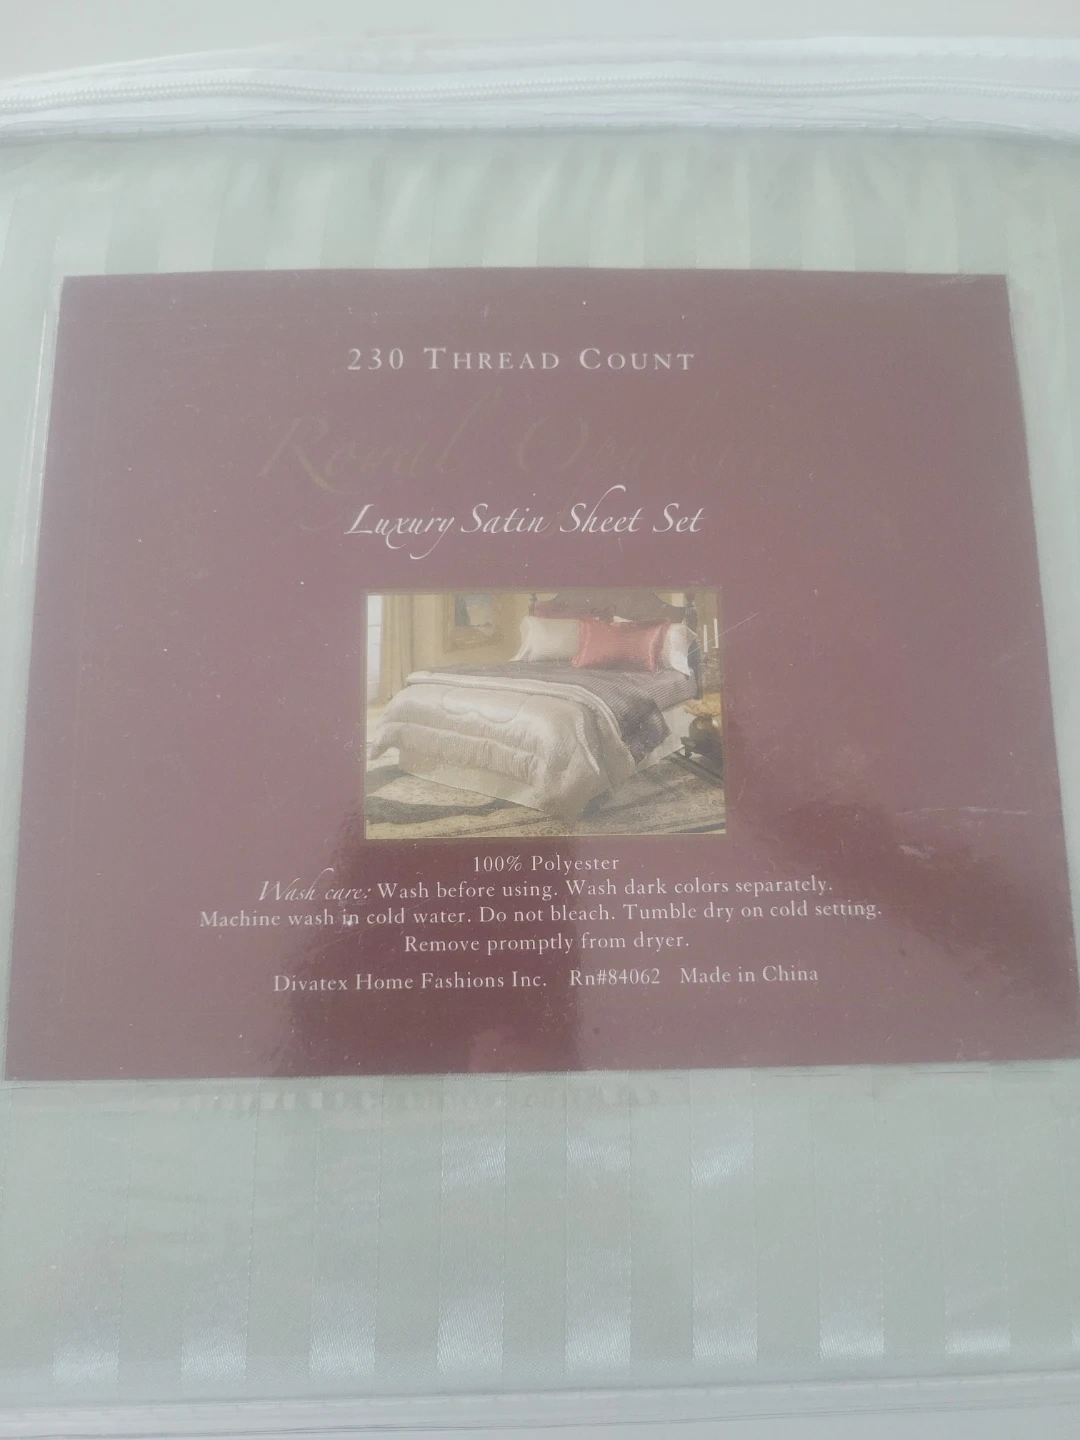 230 THREAD COUNT
Royal
Luxury Satin Sheet Set
100% Polyester
Wash care: Wash before using. Wash dark colors separately.
Machine wash in cold water. Do not bleach. Tumble dry on cold setting.
Remove promptly from dryer.
Divatex Home Fashions Inc. Rn#84062 Made in China